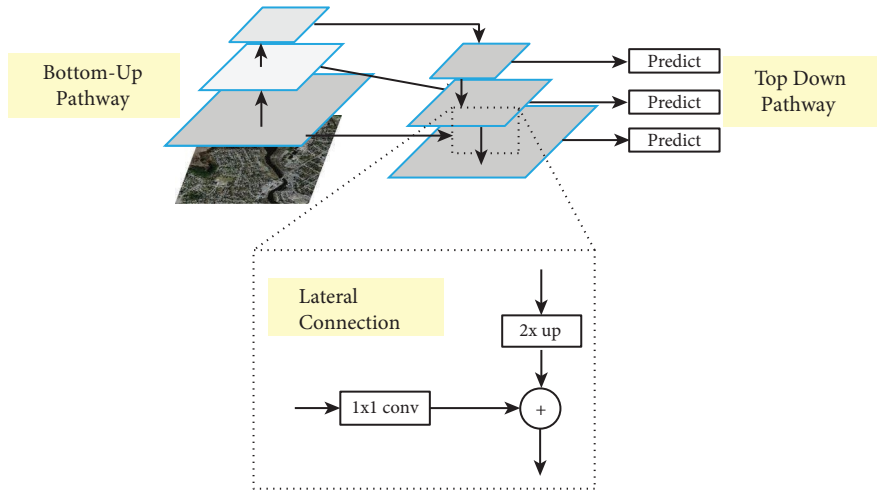 Bottom-Up
Pathway
Predict
Predict
Predict
Top Down
Pathway
Lateral
Connection
2x up
1x1 conv
+